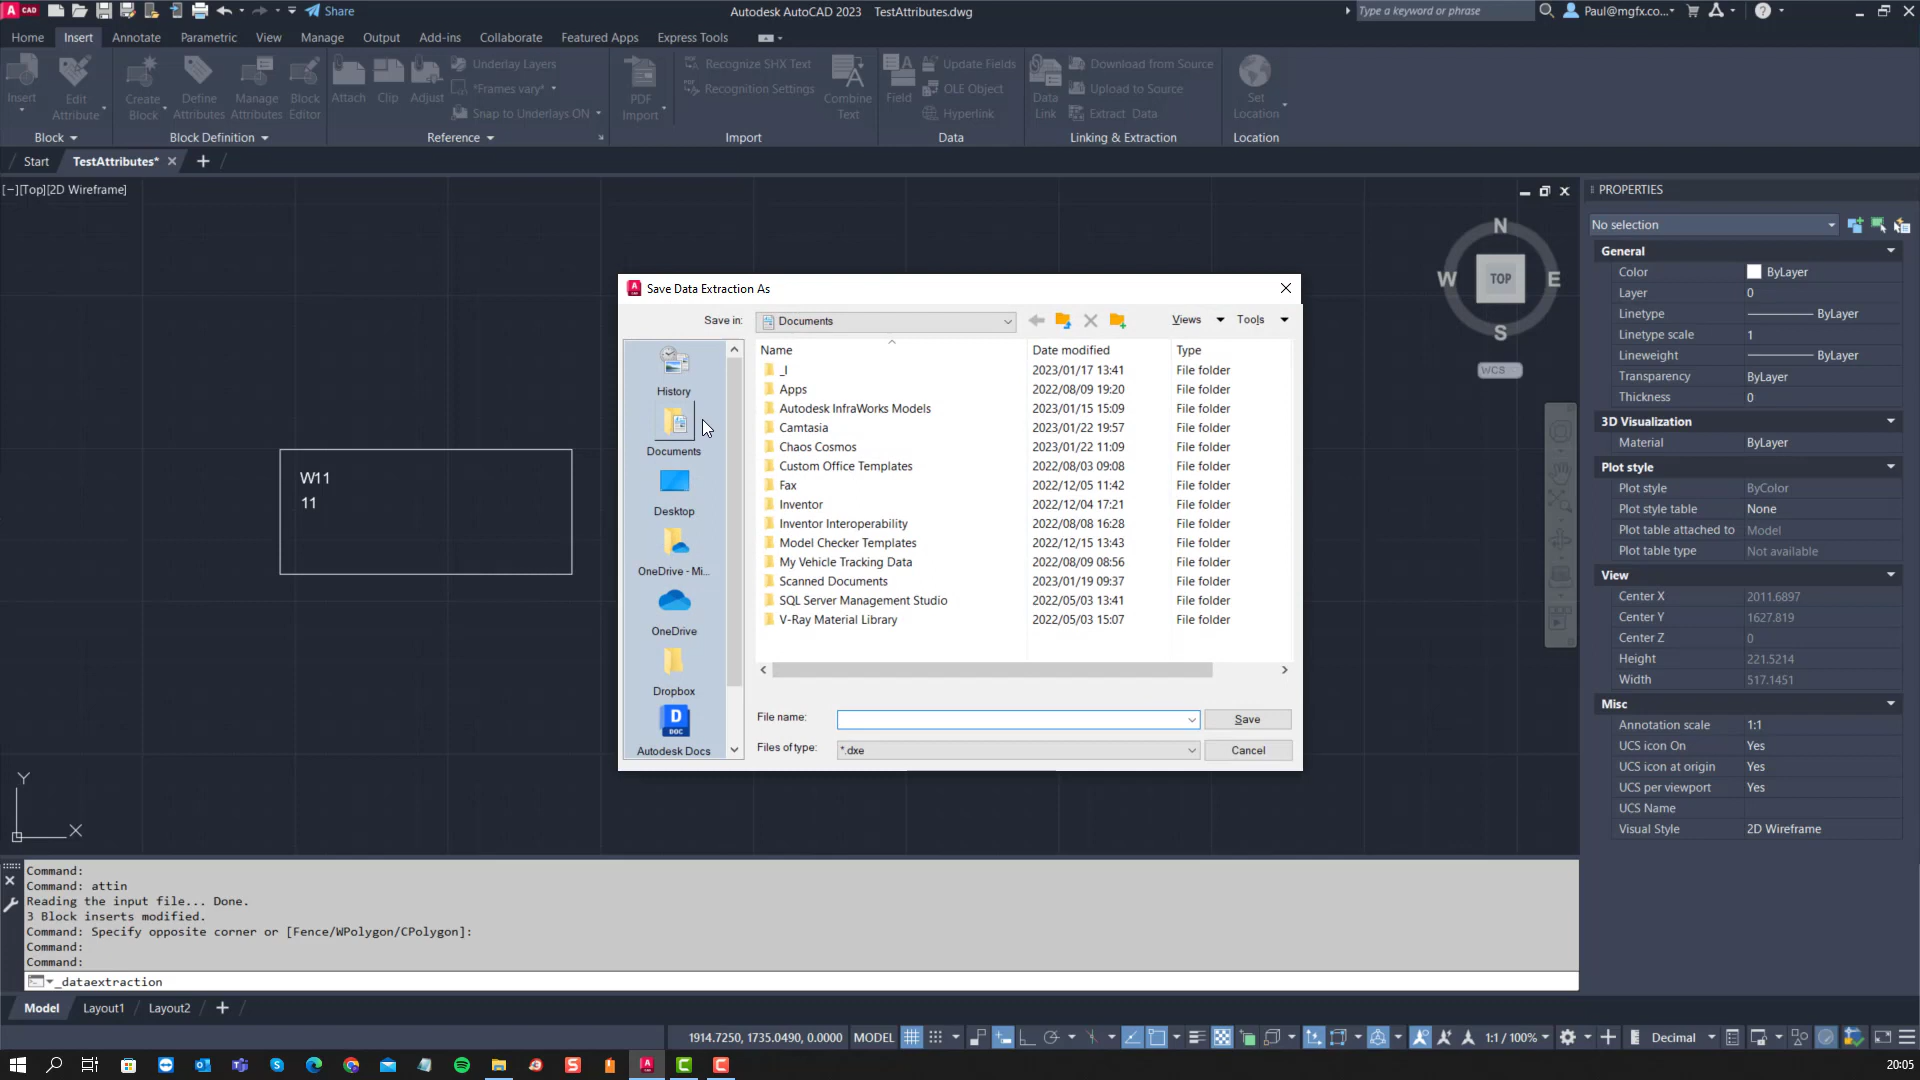 A CAD
Share
Autodesk AutoCAD 2023 TestAttributes.dwg
Type a keyword or phrase
Paul@mgfx.co...
Home Insert Annotate Parametric View Manage Output Add-ins Collaborate Featured Apps Express Tools
Insert
Edit Attribute
Create Block
Define Attributes
Manage Attributes
Block Editor
Attach
Clip
Adjust
Underlay Layers
*Frames vary*
Snap to Underlays ON
PDF Import
Recognize SHX Text
Recognition Settings
Combine Text
Field
Update Fields
OLE Object
Hyperlink
Data Link
Download from Source
Upload to Source
Extract Data
Set Location
Block Block Definition Reference Import Data Linking & Extraction Location
Start TestAttributes*
[−][Top][2D Wireframe]
N
W TOP E
S
WCS
W11
11
Y
X
Save Data Extraction As
Save in: Documents Views Tools
History
Documents
Desktop
OneDrive - Mi...
OneDrive
Dropbox
D
DOC
Autodesk Docs
Name Date modified Type
_I 2023/01/17 13:41 File folder
Apps 2022/08/09 19:20 File folder
Autodesk InfraWorks Models 2023/01/15 15:09 File folder
Camtasia 2023/01/22 19:57 File folder
Chaos Cosmos 2023/01/22 11:09 File folder
Custom Office Templates 2022/08/03 09:08 File folder
Fax 2022/12/05 11:42 File folder
Inventor 2022/12/04 17:21 File folder
Inventor Interoperability 2022/08/08 16:28 File folder
Model Checker Templates 2022/12/15 13:43 File folder
My Vehicle Tracking Data 2022/08/09 08:56 File folder
Scanned Documents 2023/01/19 09:37 File folder
SQL Server Management Studio 2022/05/03 13:41 File folder
V-Ray Material Library 2022/05/03 15:07 File folder
File name: Save
Files of type: *.dxe Cancel
PROPERTIES
No selection
General
Color ByLayer
Layer 0
Linetype ByLayer
Linetype scale 1
Lineweight ByLayer
Transparency ByLayer
Thickness 0
3D Visualization
Material ByLayer
Plot style
Plot style ByColor
Plot style table None
Plot table attached to Model
Plot table type Not available
View
Center X 2011.6897
Center Y 1627.819
Center Z 0
Height 221.5214
Width 517.1451
Misc
Annotation scale 1:1
UCS icon On Yes
UCS icon at origin Yes
UCS per viewport Yes
UCS Name
Visual Style 2D Wireframe
Command:
Command: attin
Reading the input file... Done.
3 Block inserts modified.
Command: Specify opposite corner or [Fence/WPolygon/CPolygon]:
Command:
Command:
_dataextraction
Model Layout1 Layout2
1914.7250, 1735.0490, 0.0000 MODEL 1:1 / 100% Decimal
20:05